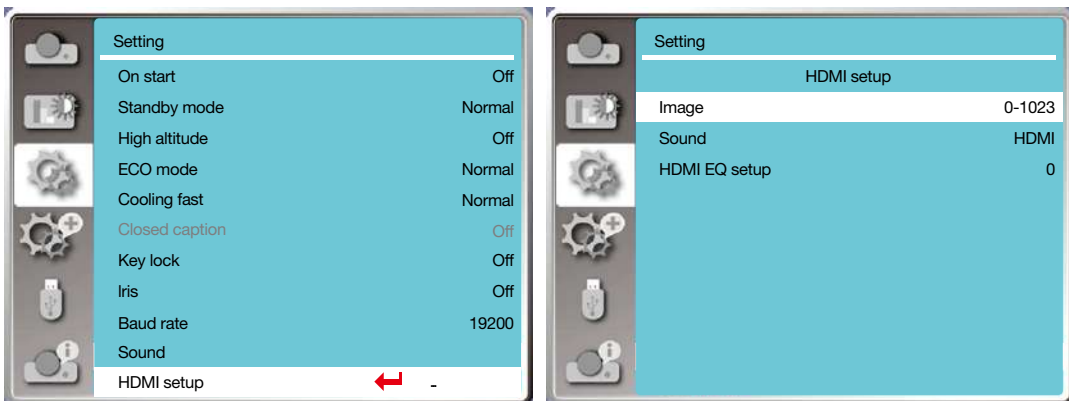 Setting
On start Off
Standby mode Normal
High altitude Off
ECO mode Normal
Cooling fast Normal
Closed caption Off
Key lock Off
Iris Off
Baud rate 19200
Sound
HDMI setup -
Setting
HDMI setup
Image 0-1023
Sound HDMI
HDMI EQ setup 0